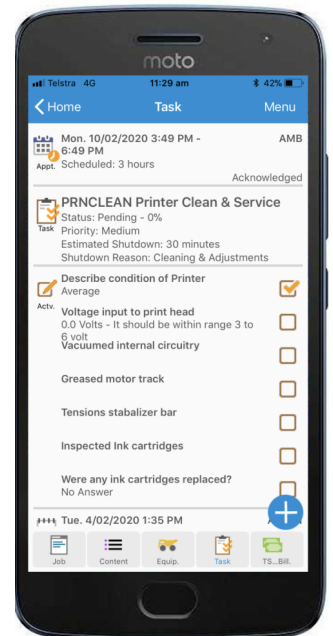 moto
Telstra 4G 11:29 am 42%
Home Task Menu
Mon. 10/02/2020 3:49 PM - AMB
6:49 PM
Appt. Scheduled: 3 hours
Acknowledged
PRNCLEAN Printer Clean & Service
Status: Pending - 0%
Task Priority: Medium
Estimated Shutdown: 30 minutes
Shutdown Reason: Cleaning & Adjustments
Describe condition of Printer
Average
Actv.
Voltage input to print head
0.0 Volts - It should be within range 3 to
6 volt
Vacuumed internal circuitry
Greased motor track
Tensions stabalizer bar
Inspected Ink cartridges
Were any ink cartridges replaced?
No Answer
Tue. 4/02/2020 1:35 PM
Job Content Equip. Task TS...Bill.